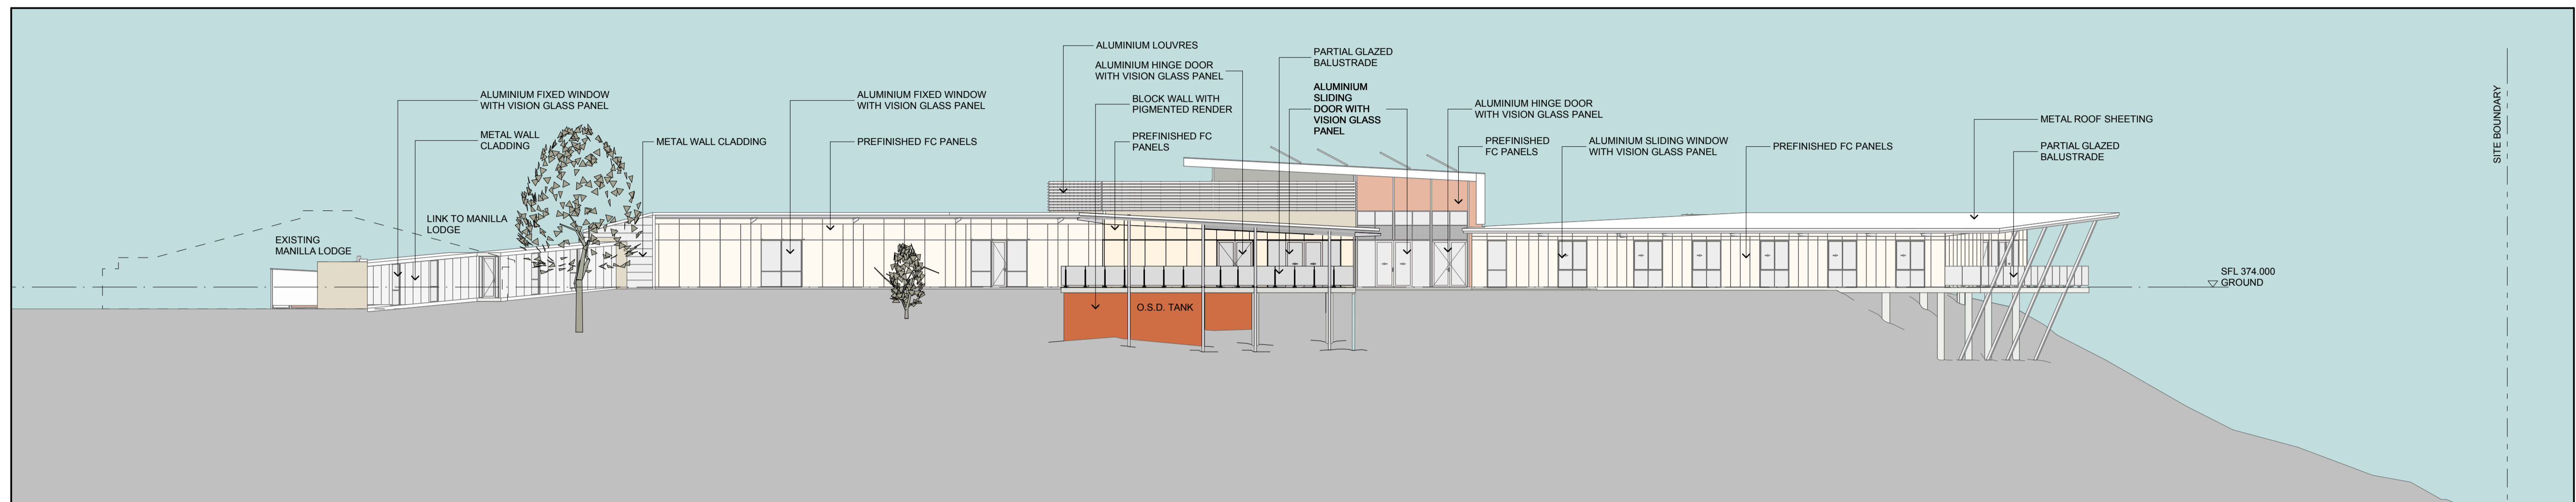 ALUMINIUM LOUVRES
PARTIAL GLAZED
BALUSTRADE
ALUMINIUM HINGE DOOR
WITH VISION GLASS PANEL
ALUMINIUM FIXED WINDOW
WITH VISION GLASS PANEL
ALUMINIUM FIXED WINDOW
WITH VISION GLASS PANEL
BLOCK WALL WITH
PIGMENTED RENDER
ALUMINIUM
SLIDING
DOOR WITH
VISION GLASS
PANEL
ALUMINIUM HINGE DOOR
WITH VISION GLASS PANEL
SITE BOUNDARY
METAL ROOF SHEETING
METAL WALL
CLADDING
METAL WALL CLADDING
PREFINISHED FC PANELS
PREFINISHED FC
PANELS
PREFINISHED
FC PANELS
ALUMINIUM SLIDING WINDOW
WITH VISION GLASS PANEL
PREFINISHED FC PANELS
PARTIAL GLAZED
BALUSTRADE
LINK TO MANILLA
LODGE
EXISTING
MANILLA LODGE
SFL 374.000
GROUND
O.S.D. TANK